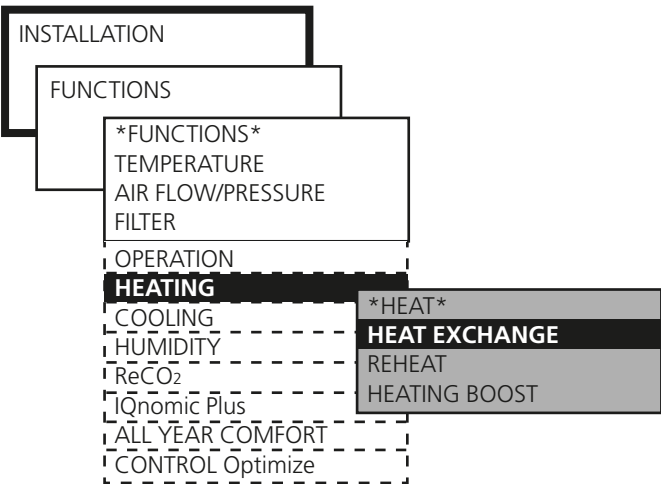 INSTALLATION
FUNCTIONS
*FUNCTIONS*
TEMPERATURE
AIR FLOW/PRESSURE
FILTER
OPERATION
HEATING
COOLING
HUMIDITY
ReCO₂
IQnomic Plus
ALL YEAR COMFORT
CONTROL Optimize
*HEAT*
HEAT EXCHANGE
REHEAT
HEATING BOOST